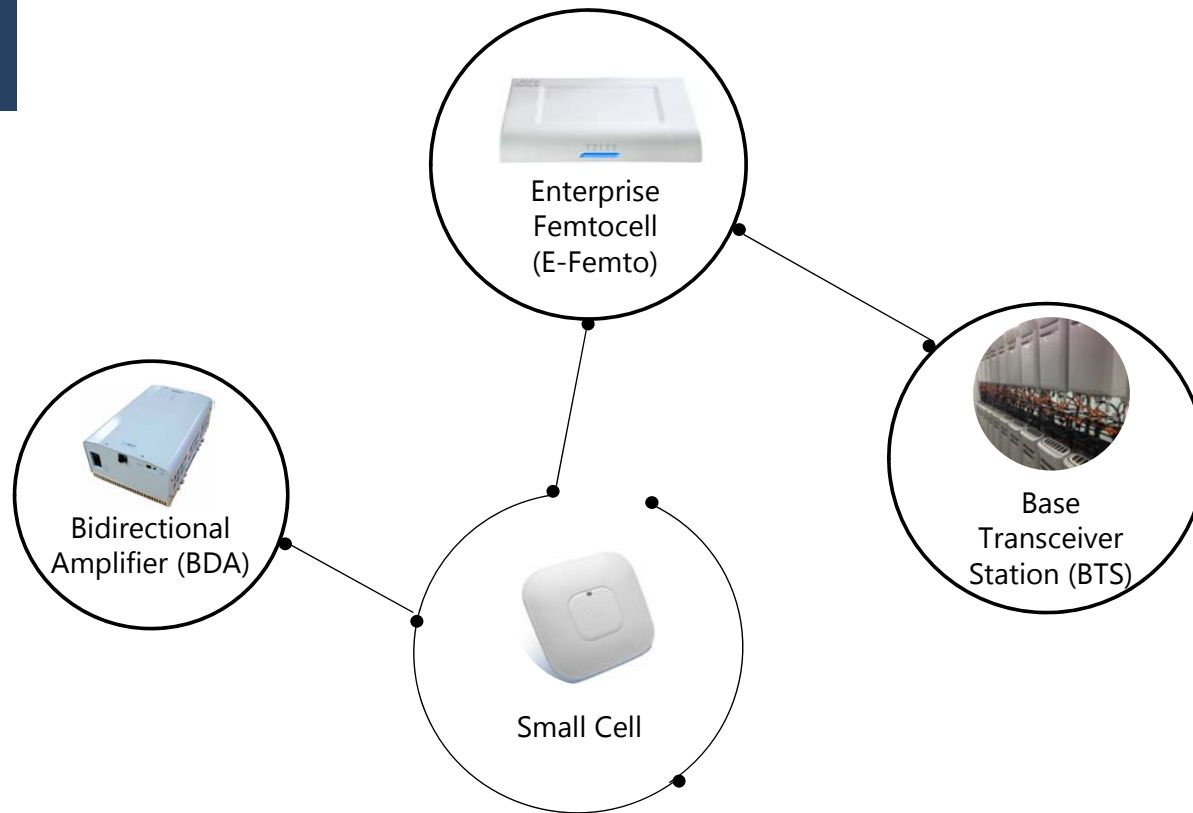 Enterprise
Femtocell
(E-Femto)
Bidirectional
Amplifier (BDA)
Base
Transceiver
Station (BTS)
Small Cell